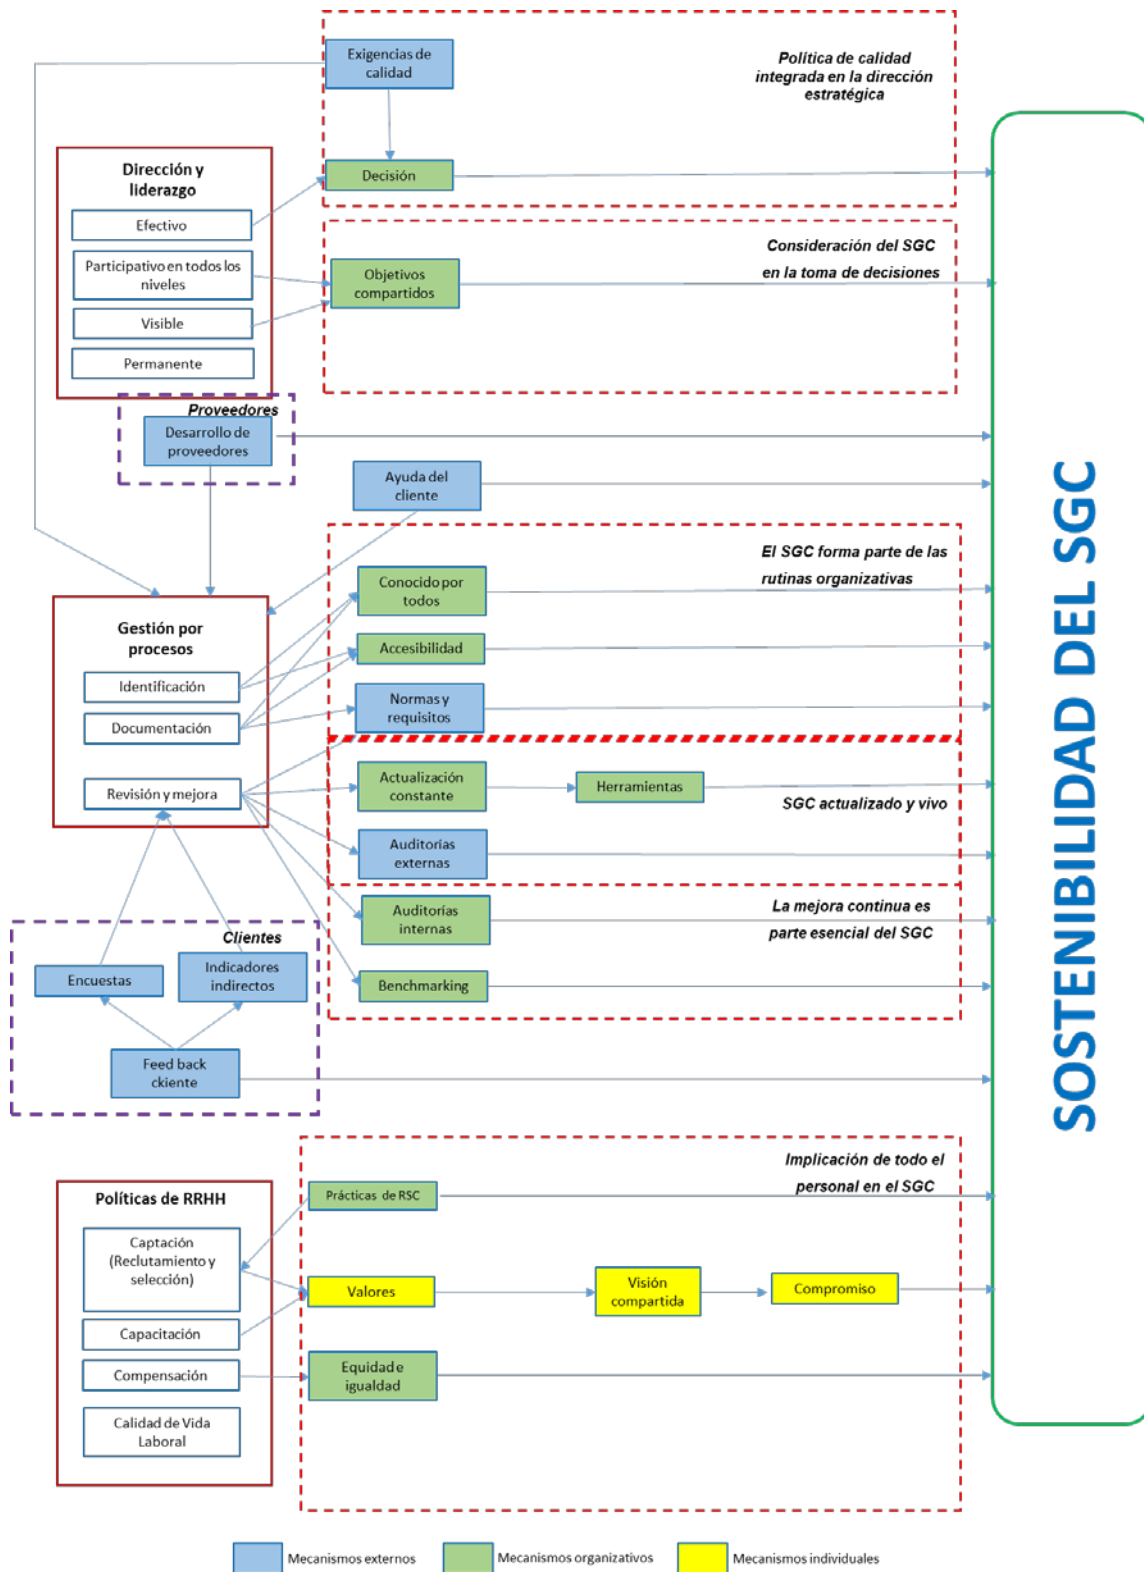 Exigencias de
calidad
Política de calidad
integrada en la dirección
estratégica
Decisión
Dirección y
liderazgo
Efectivo
Participativo en todos los
niveles
Visible
Permanente
Consideración del SGC
en la toma de decisiones
Objetivos
compartidos
Proveedores
Desarrollo de
proveedores
Ayuda del
cliente
El SGC forma parte de las
rutinas organizativas
Conocido por
todos
Accesibilidad
Normas y
requisitos
Gestión por
procesos
Identificación
Documentación
Revisión y mejora
Actualización
constante
Herramientas
SGC actualizado y vivo
Auditorías
externas
Auditorías
internas
La mejora continua es
parte esencial del SGC
Benchmarking
Clientes
Encuestas
Indicadores
indirectos
Feed back
ckiente
Implicación de todo el
personal en el SGC
Políticas de RRHH
Captación
(Reclutamiento y
selección)
Capacitación
Compensación
Calidad de Vida
Laboral
Prácticas de RSC
Valores
Visión
compartida
Compromiso
Equidad e
igualdad
SOSTENIBILIDAD DEL SGC
Mecanismos externos
Mecanismos organizativos
Mecanismos individuales